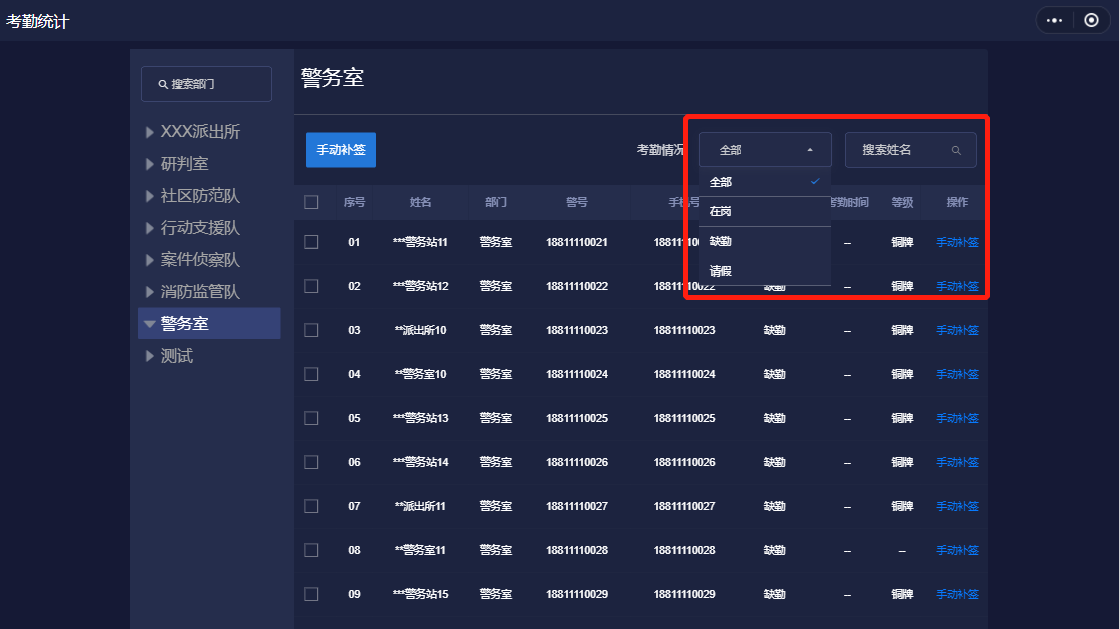 考勤统计
搜索部门
XXX派出所
研判室
社区防范队
行动支援队
案件侦察队
消防监管队
警务室
测试
警务室
手动补签 考勤情况 全部 搜索姓名
全部
在岗
缺勤
请假
序号 姓名 部门 警号 手机号 考勤时间 等级 操作
01 ***警务站11 警务室 18811110021 18811110021 -- 铜牌 手动补签
02 ***警务站12 警务室 18811110022 18811110022 缺勤 -- 铜牌 手动补签
03 **派出所10 警务室 18811110023 18811110023 缺勤 -- 铜牌 手动补签
04 **警务室10 警务室 18811110024 18811110024 缺勤 -- 铜牌 手动补签
05 ***警务站13 警务室 18811110025 18811110025 缺勤 -- 铜牌 手动补签
06 ***警务站14 警务室 18811110026 18811110026 缺勤 -- 铜牌 手动补签
07 **派出所11 警务室 18811110027 18811110027 缺勤 -- 铜牌 手动补签
08 **警务室11 警务室 18811110028 18811110028 缺勤 -- -- 手动补签
09 ***警务站15 警务室 18811110029 18811110029 缺勤 -- 铜牌 手动补签